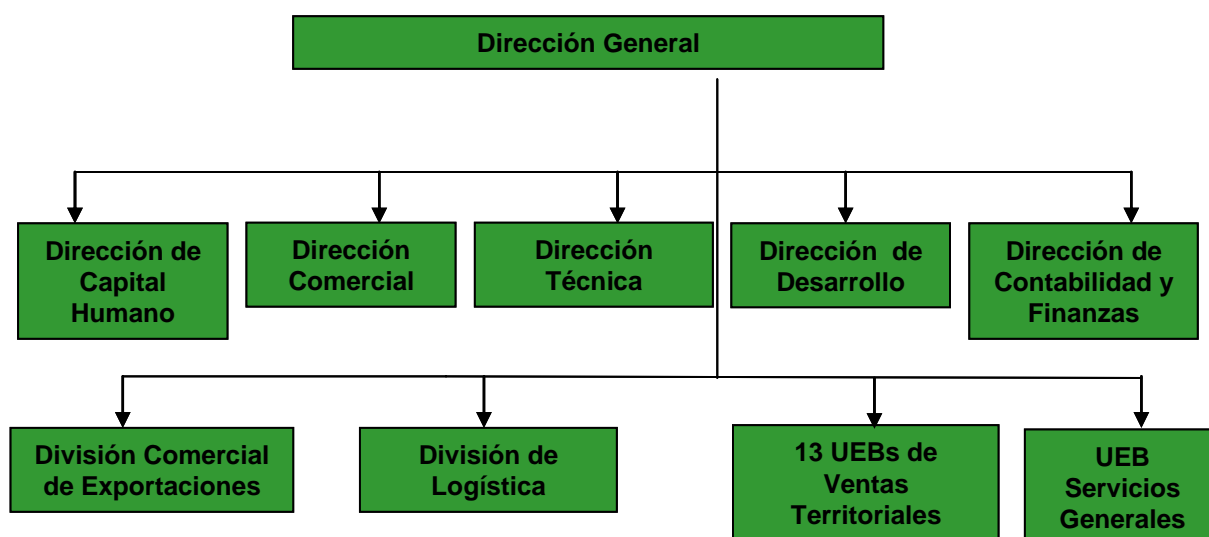 Dirección General
Dirección de
Capital
Humano
Dirección
Comercial
Dirección
Técnica
Dirección de
Desarrollo
Dirección de
Contabilidad y
Finanzas
División Comercial
de Exportaciones
División de
Logística
13 UEBs de
Ventas
Territoriales
UEB
Servicios
Generales